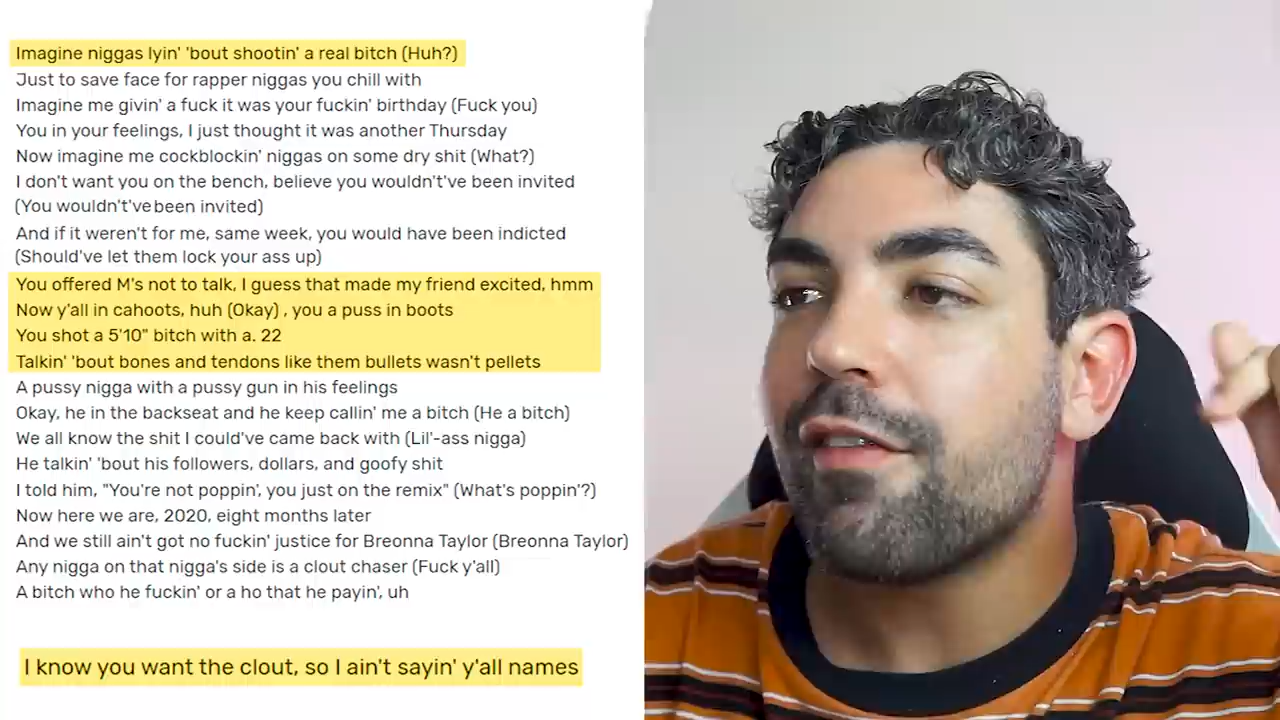 Imagine niggas lyin' 'bout shootin' a real bitch (Huh?)
Just to save face for rapper niggas you chill with
Imagine me givin' a fuck it was your fuckin' birthday (Fuck you)
You in your feelings, I just thought it was another Thursday
Now imagine me cockblockin' niggas on some dry shit (What?)
I don't want you on the bench, believe you wouldn't've been invited
(You wouldn't've been invited)
And if it weren't for me, same week, you would have been indicted
(Should've let them lock your ass up)
You offered M's not to talk, I guess that made my friend excited, hmm
Now y'all in cahoots, huh (Okay) , you a puss in boots
You shot a 5'10" bitch with a. 22
Talkin' 'bout bones and tendons like them bullets wasn't pellets
A pussy nigga with a pussy gun in his feelings
Okay, he in the backseat and he keep callin' me a bitch (He a bitch)
We all know the shit I could've came back with (Lil'-ass nigga)
He talkin' 'bout his followers, dollars, and goofy shit
I told him, "You're not poppin', you just on the remix" (What's poppin'?)
Now here we are, 2020, eight months later
And we still ain't got no fuckin' justice for Breonna Taylor (Breonna Taylor)
Any nigga on that nigga's side is a clout chaser (Fuck y'all)
A bitch who he fuckin' or a ho that he payin', uh
I know you want the clout, so I ain't sayin' y'all names